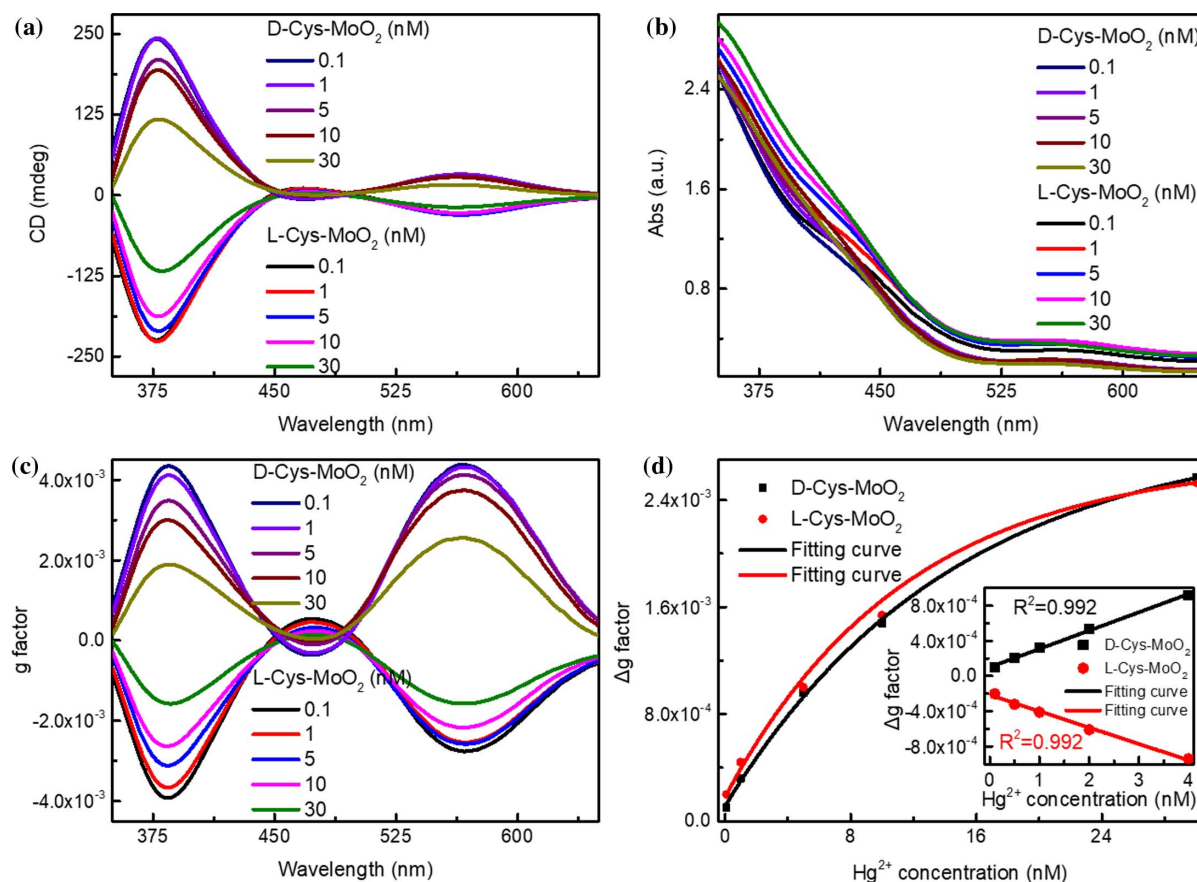 (a)
D-Cys-MoO₂ (nM)
0.1
1
5
10
30
L-Cys-MoO₂ (nM)
0.1
1
5
10
30
250
125
0
-125
-250
CD (mdeg)
375
450
525
600
Wavelength (nm)
(b)
D-Cys-MoO₂ (nM)
0.1
1
5
10
30
L-Cys-MoO₂ (nM)
0.1
1
5
10
30
2.4
1.6
0.8
Abs (a.u.)
375
450
525
600
Wavelength (nm)
(c)
D-Cys-MoO₂ (nM)
0.1
1
5
10
30
L-Cys-MoO₂ (nM)
0.1
1
5
10
30
4.0x10⁻³
2.0x10⁻³
0.0
-2.0x10⁻³
-4.0x10⁻³
g factor
375
450
525
600
Wavelength (nm)
(d)
D-Cys-MoO₂
L-Cys-MoO₂
Fitting curve
Fitting curve
2.4x10⁻³
1.6x10⁻³
8.0x10⁻⁴
0.0
Δg factor
0
8
16
24
Hg²⁺ concentration (nM)
8.0x10⁻⁴
4.0x10⁻⁴
0.0
-4.0x10⁻⁴
-8.0x10⁻⁴
Δg factor
R²=0.992
D-Cys-MoO₂
L-Cys-MoO₂
Fitting curve
Fitting curve
R²=0.992
0
1
2
3
4
Hg²⁺ concentration (nM)